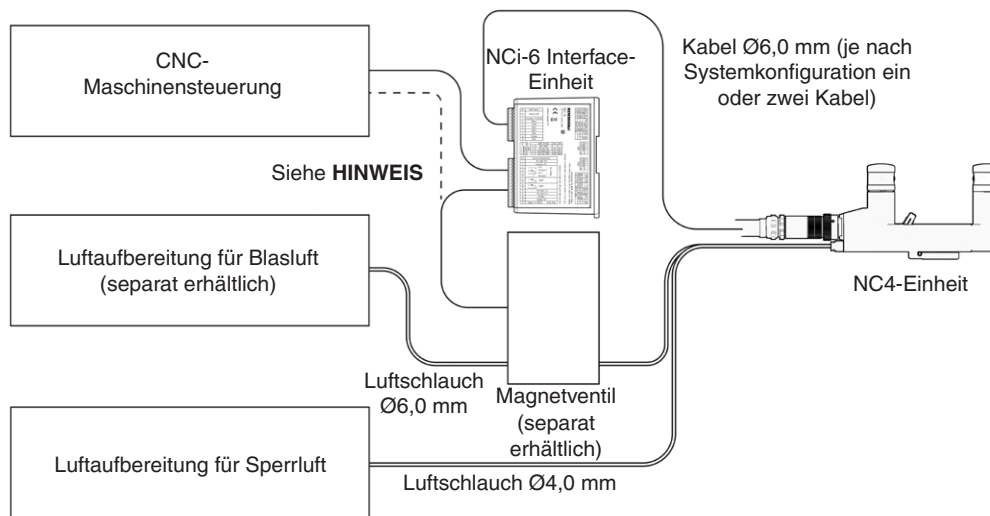 CNC-
Maschinensteuerung
NCi-6 Interface-
Einheit
Kabel Ø6,0 mm (je nach
Systemkonfiguration ein
oder zwei Kabel)
Siehe HINWEIS
Luftaufbereitung für Blasluft
(separat erhältlich)
NC4-Einheit
Luftschlauch
Ø6,0 mm
Magnetventil
(separat
erhältlich)
Luftaufbereitung für Sperrluft
Luftschlauch Ø4,0 mm